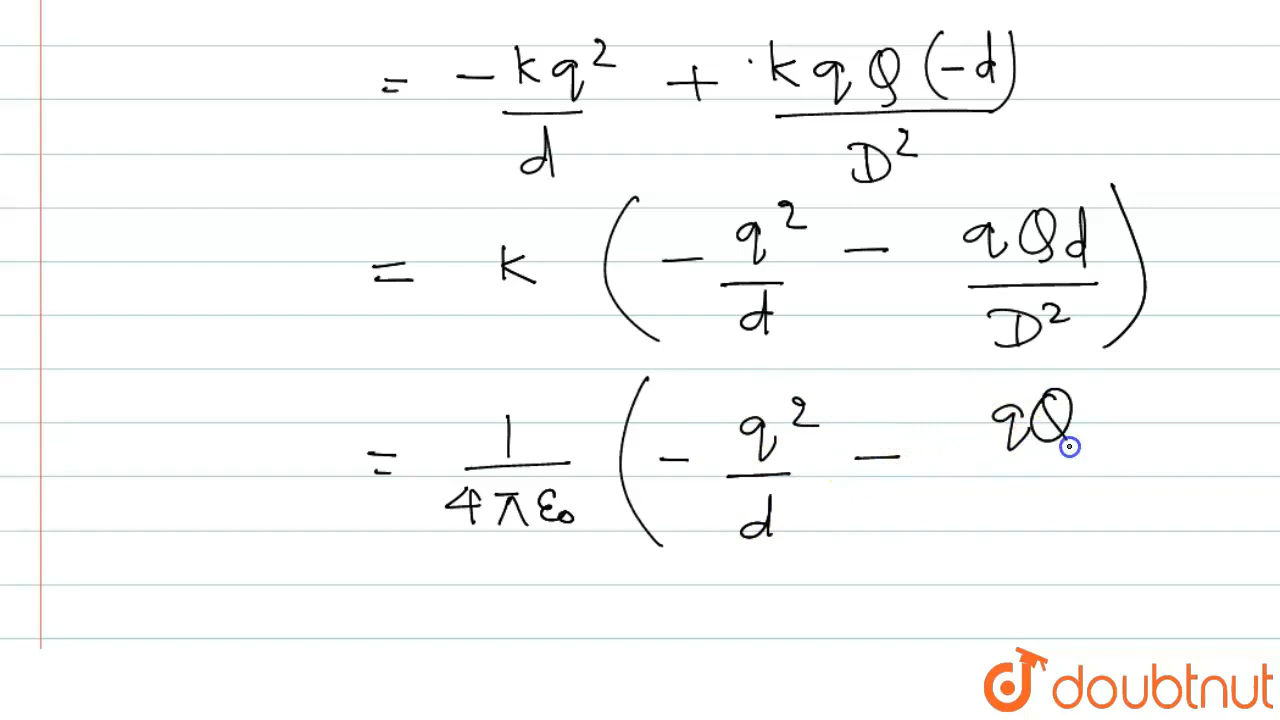 = -kq²/d + kqQ(-d)/D²
= k ( -q²/d - qQd/D² )
= 1/4πε₀ ( -q²/d - qQ
doubtnut